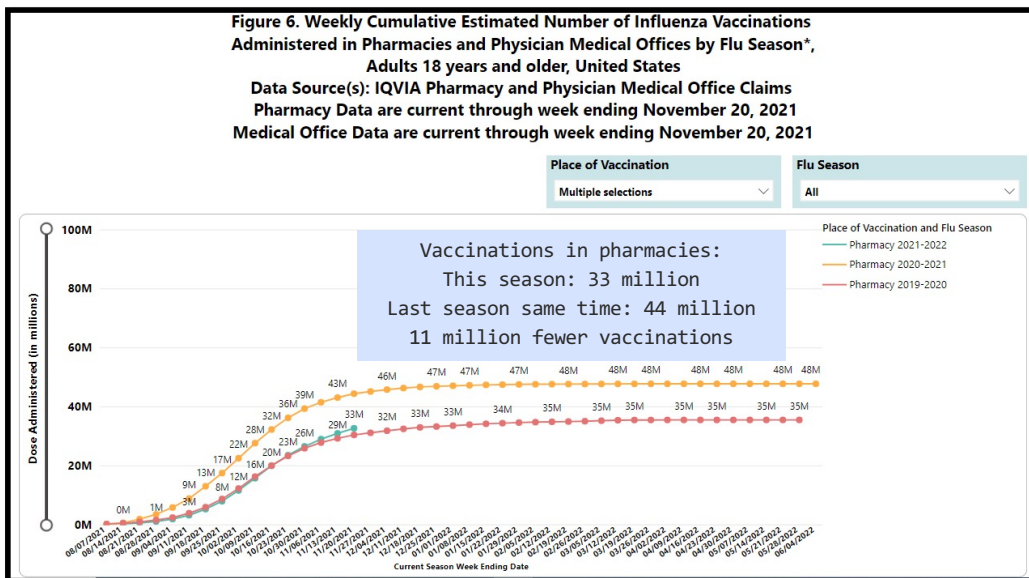 Figure 6. Weekly Cumulative Estimated Number of Influenza Vaccinations
Administered in Pharmacies and Physician Medical Offices by Flu Season*,
Adults 18 years and older, United States
Data Source(s): IQVIA Pharmacy and Physician Medical Office Claims
Pharmacy Data are current through week ending November 20, 2021
Medical Office Data are current through week ending November 20, 2021
Place of Vaccination
Multiple selections
Flu Season
All
Place of Vaccination and Flu Season
Pharmacy 2021-2022
Pharmacy 2020-2021
Pharmacy 2019-2020
Vaccinations in pharmacies:
This season: 33 million
Last season same time: 44 million
11 million fewer vaccinations
Dose Administered (in millions)
100M
80M
60M
40M
20M
0M
0M 1M 9M 13M 17M 22M 28M 32M 36M 39M 43M 46M 47M 47M 47M 48M 48M 48M 48M 48M 48M 48M
3M 8M 12M 16M 20M 23M 26M 29M 33M 32M 33M 33M 34M 35M 35M 35M 35M 35M 35M 35M
08/07/2021
08/14/2021
08/21/2021
08/28/2021
09/04/2021
09/11/2021
09/18/2021
09/25/2021
10/02/2021
10/09/2021
10/16/2021
10/23/2021
10/30/2021
11/06/2021
11/13/2021
11/20/2021
11/27/2021
12/04/2021
12/11/2021
12/18/2021
12/25/2021
01/01/2022
01/08/2022
01/15/2022
01/22/2022
01/29/2022
02/05/2022
02/12/2022
02/19/2022
02/26/2022
03/05/2022
03/12/2022
03/19/2022
03/26/2022
04/02/2022
04/09/2022
04/16/2022
04/23/2022
04/30/2022
05/07/2022
05/14/2022
05/21/2022
05/28/2022
06/04/2022
Current Season Week Ending Date